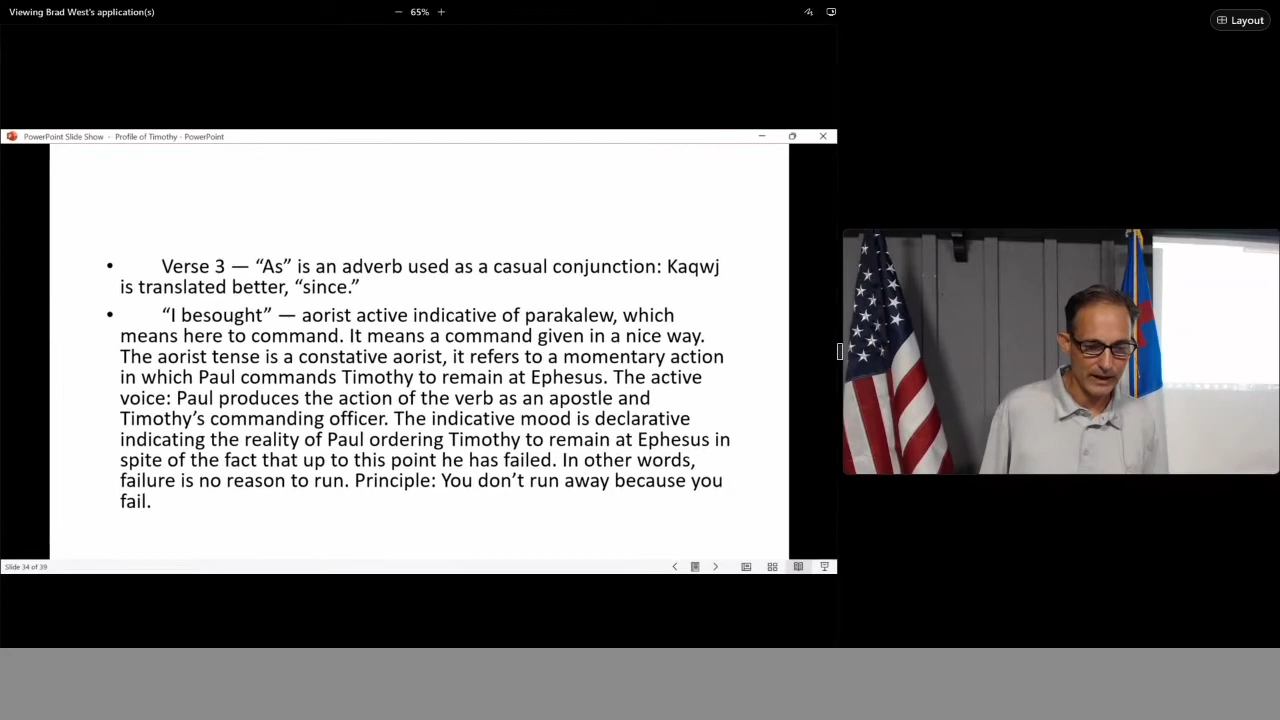 Viewing Brad West's application(s)
65%
Layout
PowerPoint Slide Show - Profile of Timothy - PowerPoint
• Verse 3 — “As” is an adverb used as a casual conjunction: Kaqwj
is translated better, “since.”
• “I besought” — aorist active indicative of parakalew, which
means here to command. It means a command given in a nice way.
The aorist tense is a constative aorist, it refers to a momentary action
in which Paul commands Timothy to remain at Ephesus. The active
voice: Paul produces the action of the verb as an apostle and
Timothy’s commanding officer. The indicative mood is declarative
indicating the reality of Paul ordering Timothy to remain at Ephesus in
spite of the fact that up to this point he has failed. In other words,
failure is no reason to run. Principle: You don’t run away because you
fail.
Slide 34 of 39